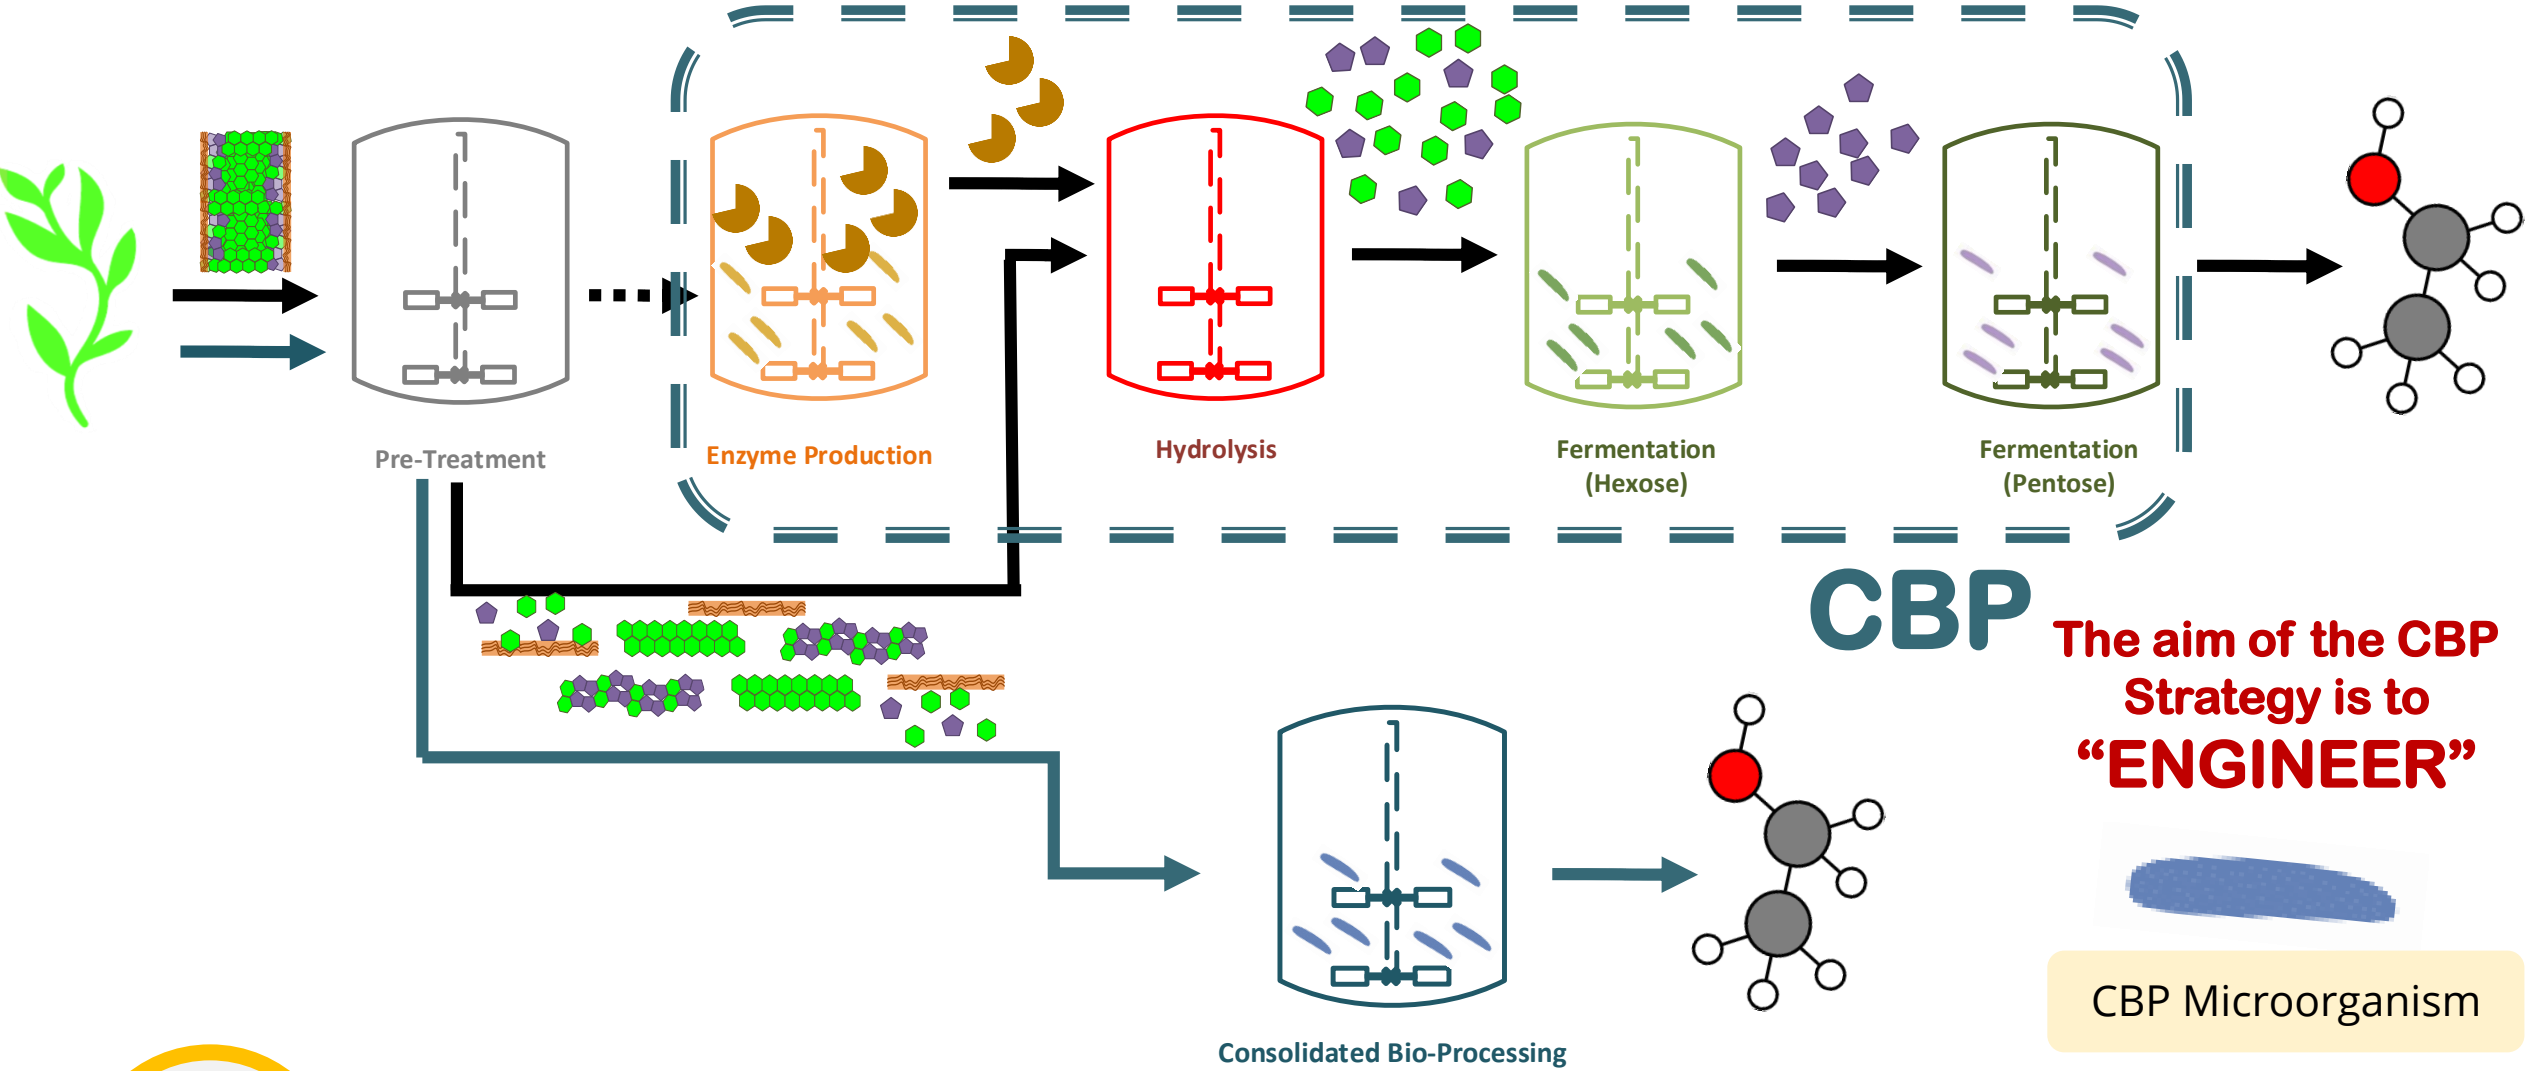 Pre-Treatment
Enzyme Production
Hydrolysis
Fermentation
(Hexose)
Fermentation
(Pentose)
CBP
The aim of the CBP
Strategy is to
“ENGINEER”
CBP Microorganism
Consolidated Bio-Processing